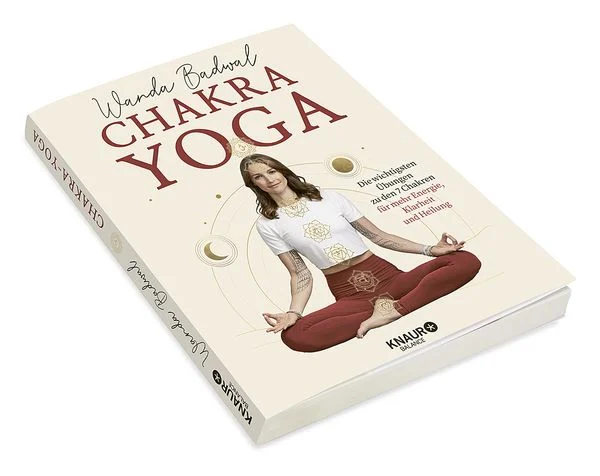 Wanda Badwal
CHAKRA
YOGA
Die wichtigsten
Übungen
zu den 7 Chakren
für mehr Energie,
Klarheit
und Heilung
KNAUR
BALANCE
CHAKRA-YOGA
Wanda Badwal
KNAUR
BALANCE